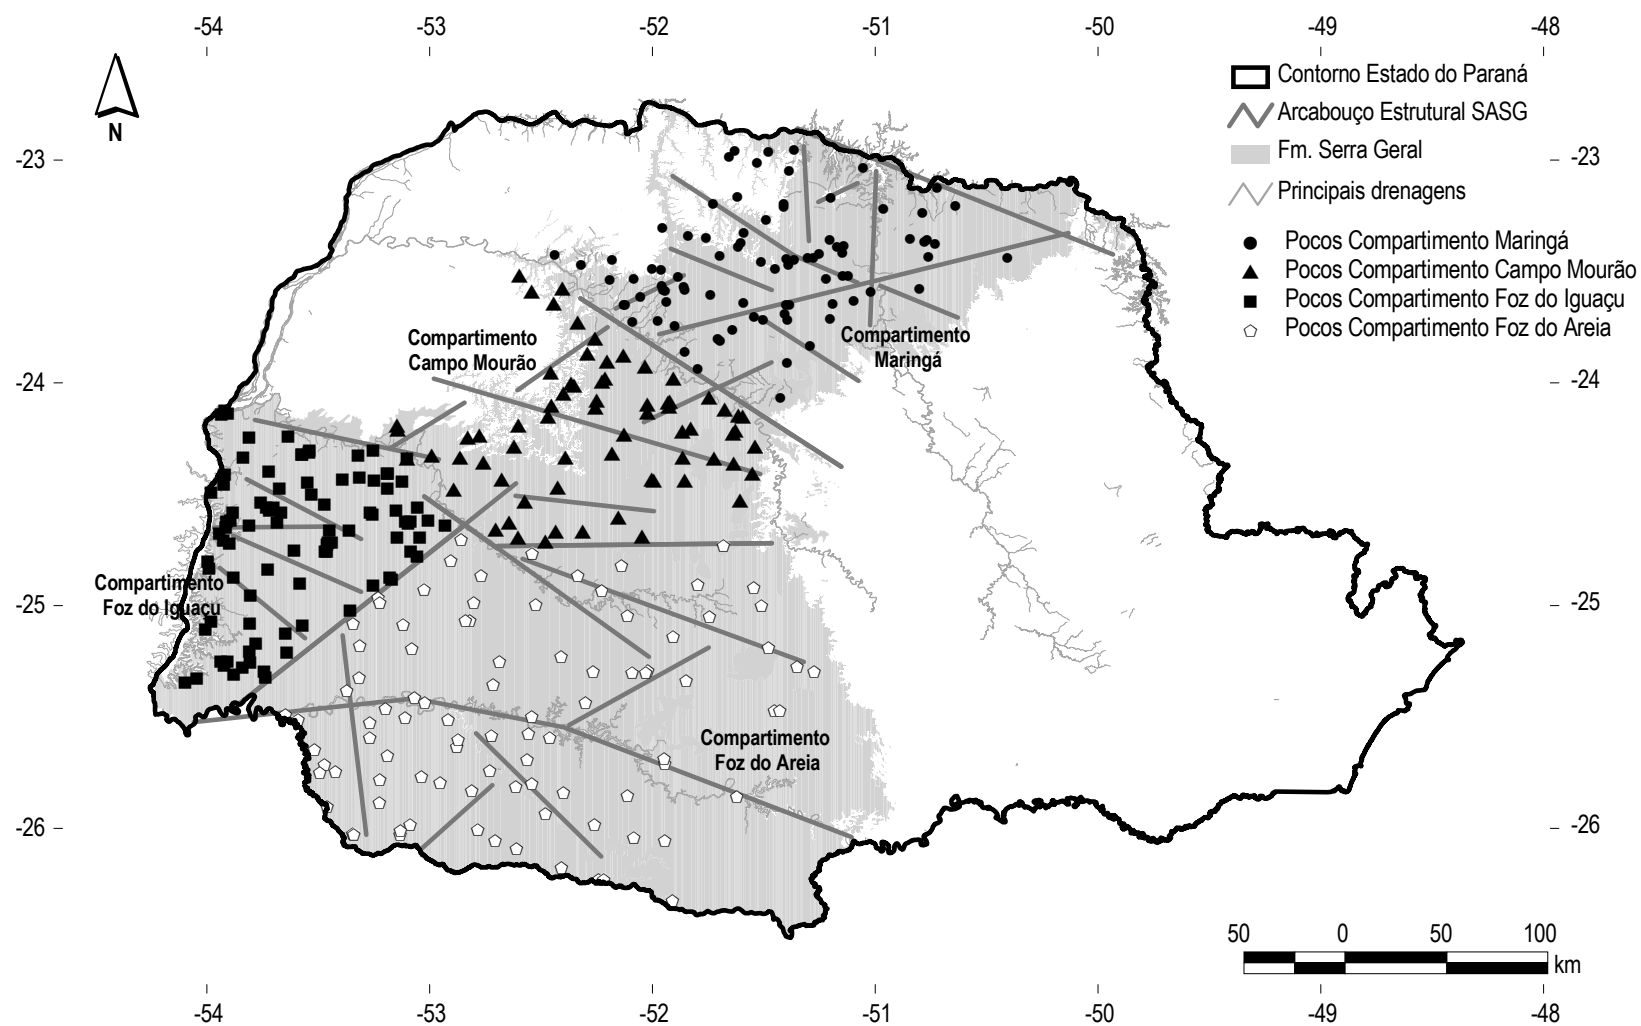 -54 -53 -52 -51 -50 -49 -48
N
Contorno Estado do Paraná
Arcabouço Estrutural SASG
Fm. Serra Geral
Principais drenagens
Pocos Compartimento Maringá
Pocos Compartimento Campo Mourão
Pocos Compartimento Foz do Iguaçu
Pocos Compartimento Foz do Areia
-23 -23
Compartimento
Campo Mourão
Compartimento
Maringá
-24 -24
Compartimento
Foz do Iguaçu
-25 -25
Compartimento
Foz do Areia
-26 -26
50 0 50 100
km
-54 -53 -52 -51 -50 -49 -48